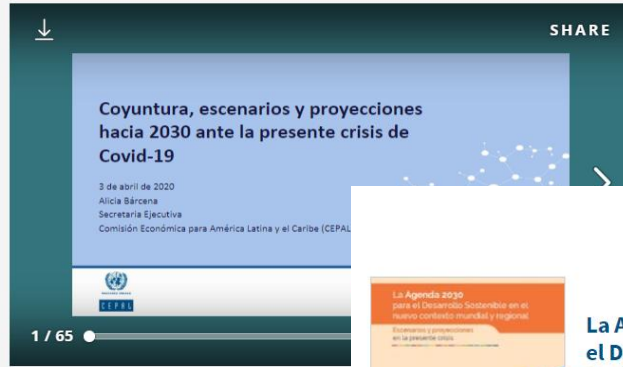 SHARE
Coyuntura, escenarios y proyecciones
hacia 2030 ante la presente crisis de
Covid-19
3 de abril de 2020
Alicia Bárcena
Secretaria Ejecutiva
Comisión Económica para América Latina y el Caribe (CEPAL
CEPAL
1 / 65
La Agenda 2030
para el Desarrollo Sostenible en el
nuevo contexto mundial y regional
Escenarios y proyecciones
en la presente crisis
La A
el D